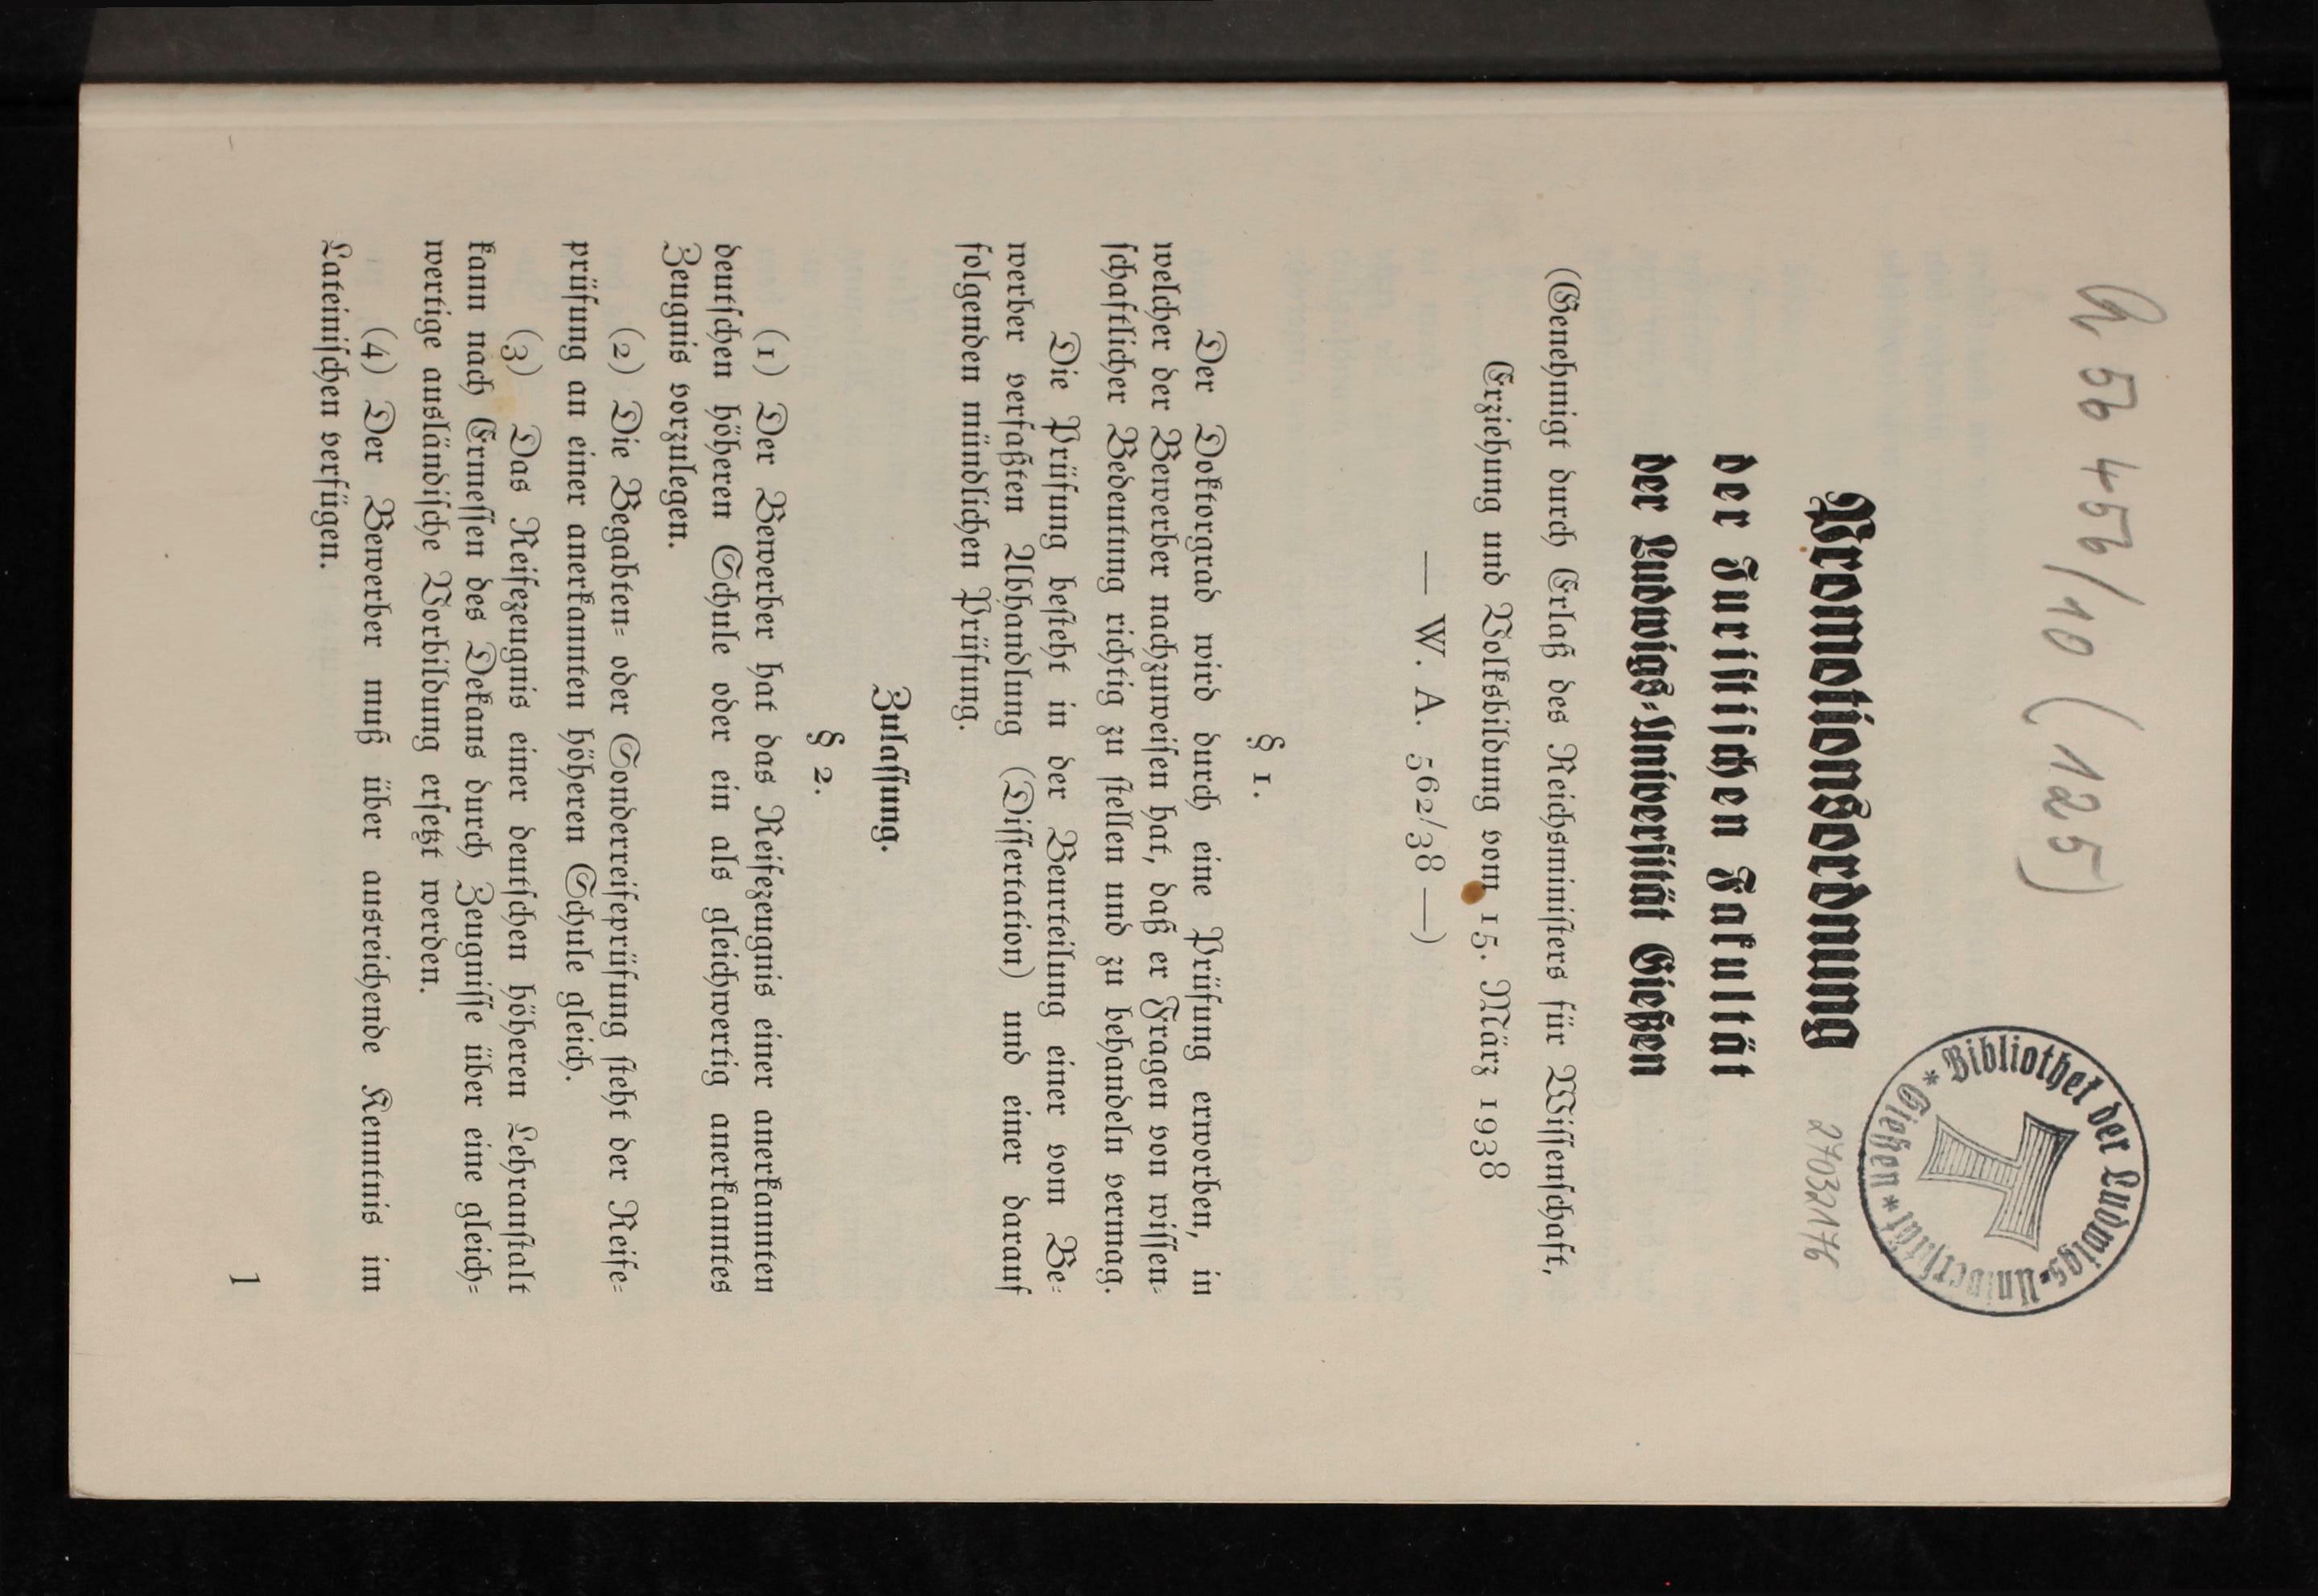 56456/10 (125)
* Bibliothek der Ludwigs-Universität * Gießen
27032176
Promotionsordnung
der Juristischen Fakultät
der Ludwigs-Universität Gießen
(Genehmigt durch Erlaß des Reichsministers für Wissenschaft,
Erziehung und Volksbildung vom 15. März 1938
— W. A. 562/38 —)
§ 1.
Der Doktorgrad wird durch eine Prüfung erworben, in
welcher der Bewerber nachzuweisen hat, daß er Fragen von wissen-
schaftlicher Bedeutung richtig zu stellen und zu behandeln vermag.
Die Prüfung besteht in der Beurteilung einer vom Be-
werber verfaßten Abhandlung (Dissertation) und einer darauf
folgenden mündlichen Prüfung.
Zulassung.
§ 2.
(1) Der Bewerber hat das Reifezeugnis einer anerkannten
deutschen höheren Schule oder ein als gleichwertig anerkanntes
Zeugnis vorzulegen.
(2) Die Begabten- oder Sonderreifeprüfung steht der Reife-
prüfung an einer anerkannten höheren Schule gleich.
(3) Das Reifezeugnis einer deutschen höheren Lehranstalt
kann nach Ermessen des Dekans durch Zeugnisse über eine gleich-
wertige ausländische Vorbildung ersetzt werden.
(4) Der Bewerber muß über ausreichende Kenntnis im
Lateinischen verfügen.
1